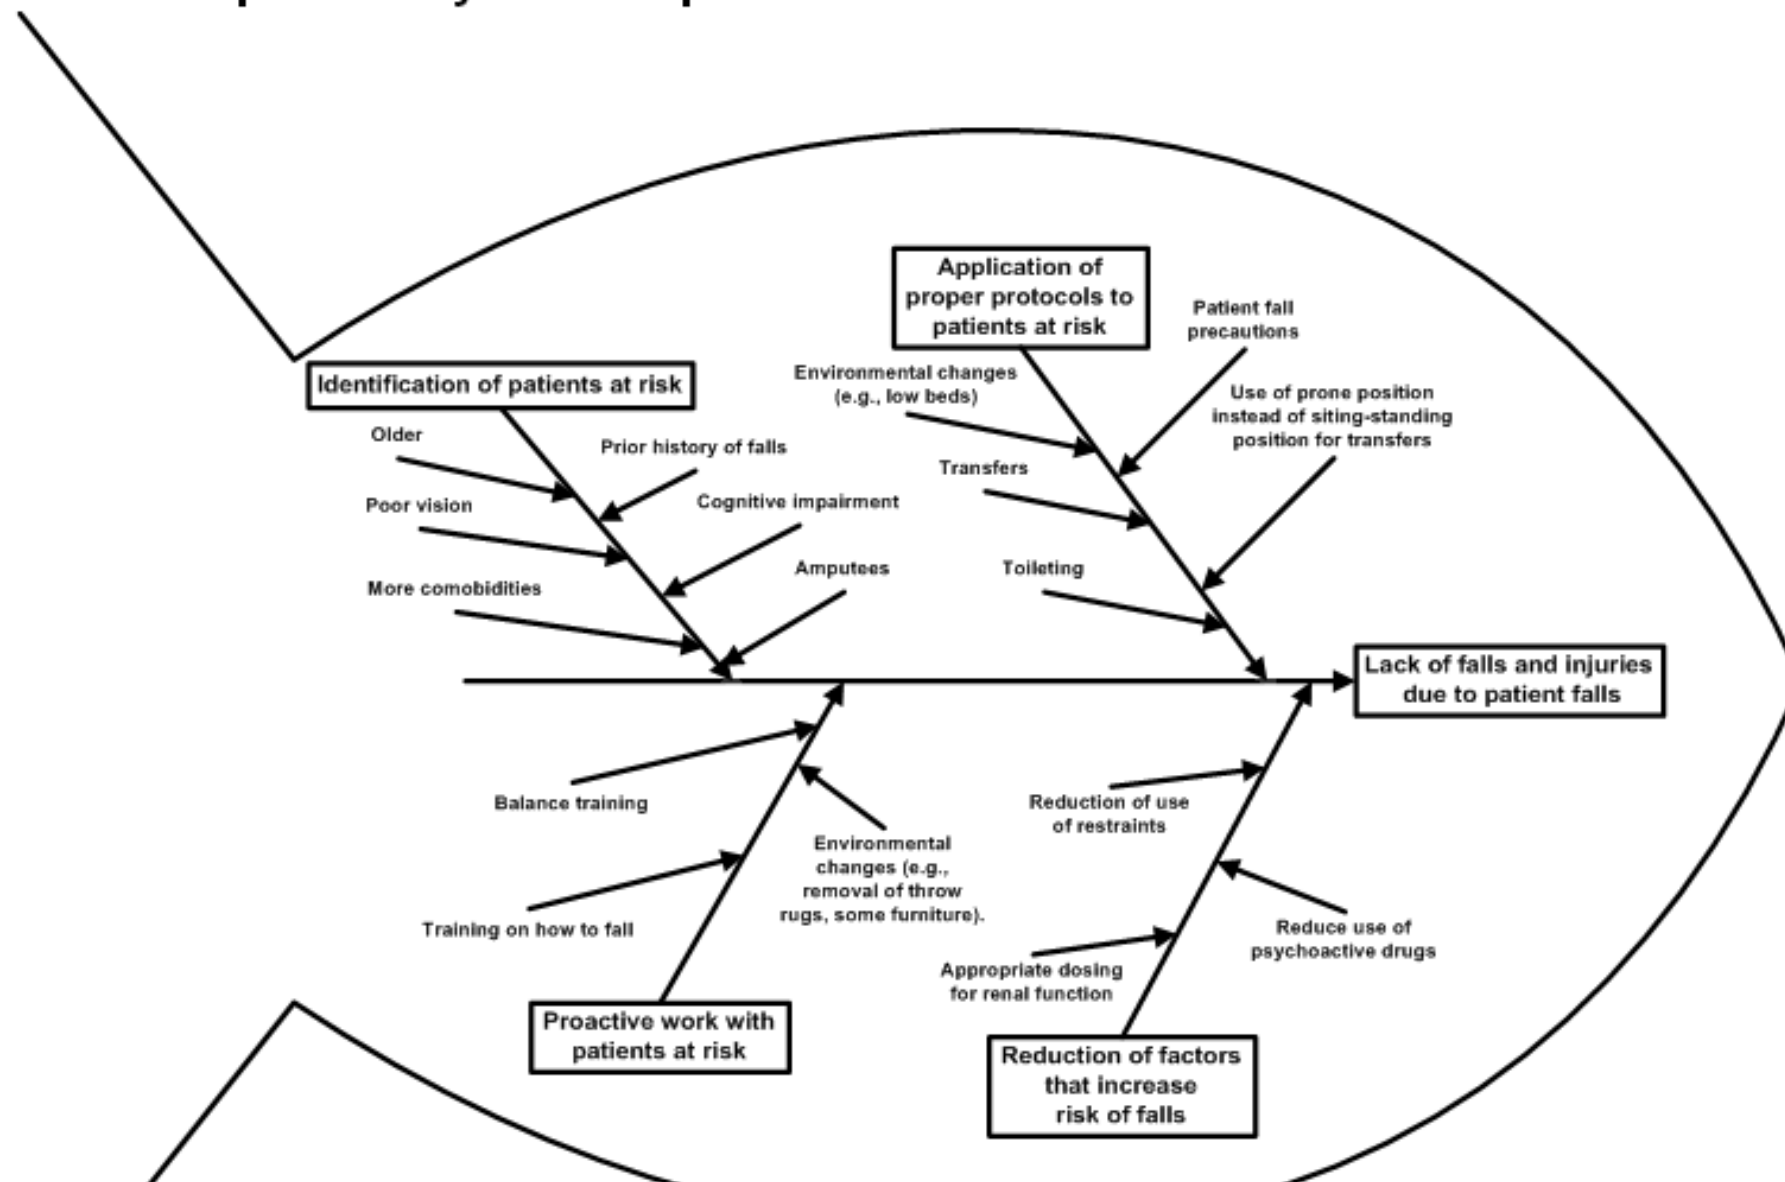 Identification of patients at risk
Older
Prior history of falls
Poor vision
Cognitive impairment
More comobidities
Amputees
Application of
proper protocols to
patients at risk
Patient fall
precautions
Environmental changes
(e.g., low beds)
Use of prone position
instead of siting-standing
position for transfers
Transfers
Toileting
Lack of falls and injuries
due to patient falls
Balance training
Environmental
changes (e.g.,
removal of throw
rugs, some furniture).
Training on how to fall
Proactive work with
patients at risk
Reduction of use
of restraints
Reduce use of
psychoactive drugs
Appropriate dosing
for renal function
Reduction of factors
that increase
risk of falls